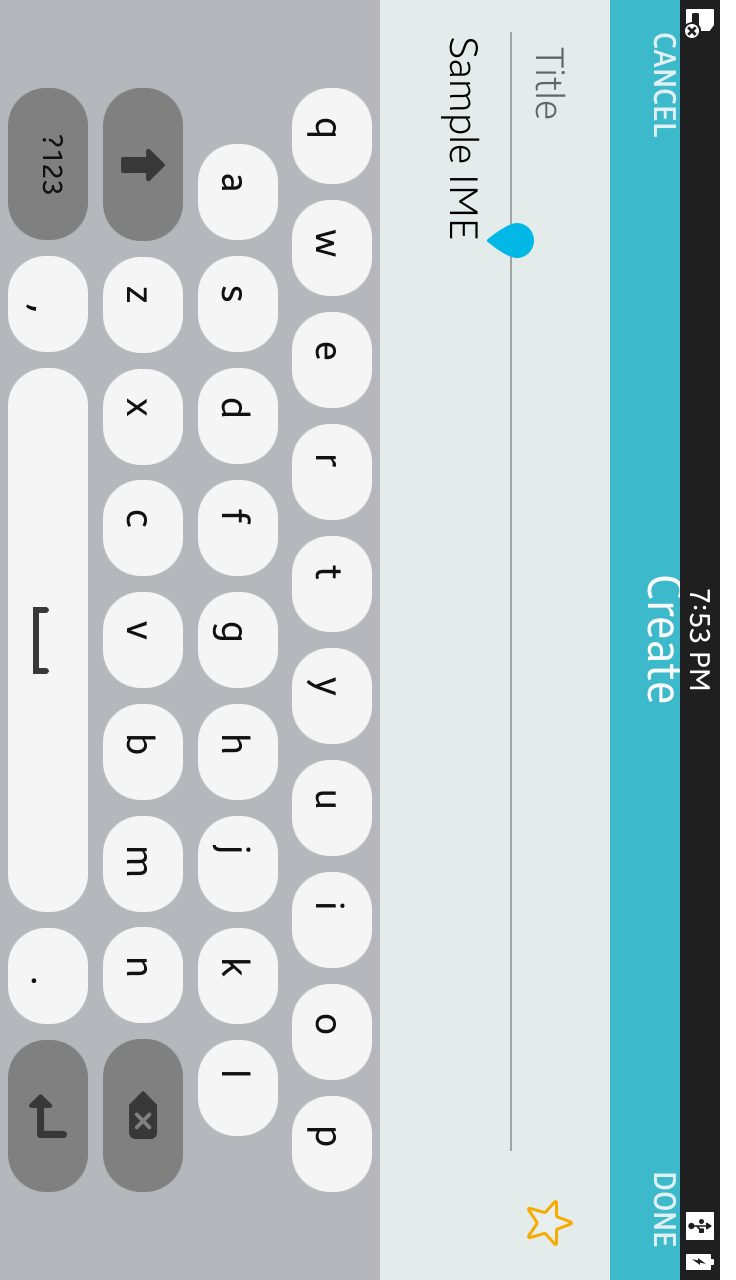 7:53 PM
CANCEL Create DONE
Title
Sample IME
q w e r t y u i o p
a s d f g h j k l
z x c v b m n
?123 , .